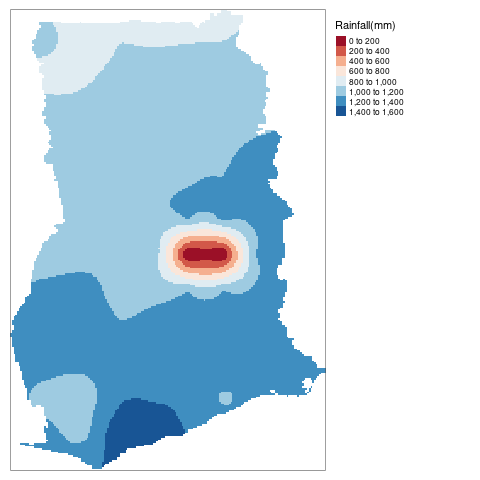 Rainfall(mm)
0 to 200
200 to 400
400 to 600
600 to 800
800 to 1,000
1,000 to 1,200
1,200 to 1,400
1,400 to 1,600